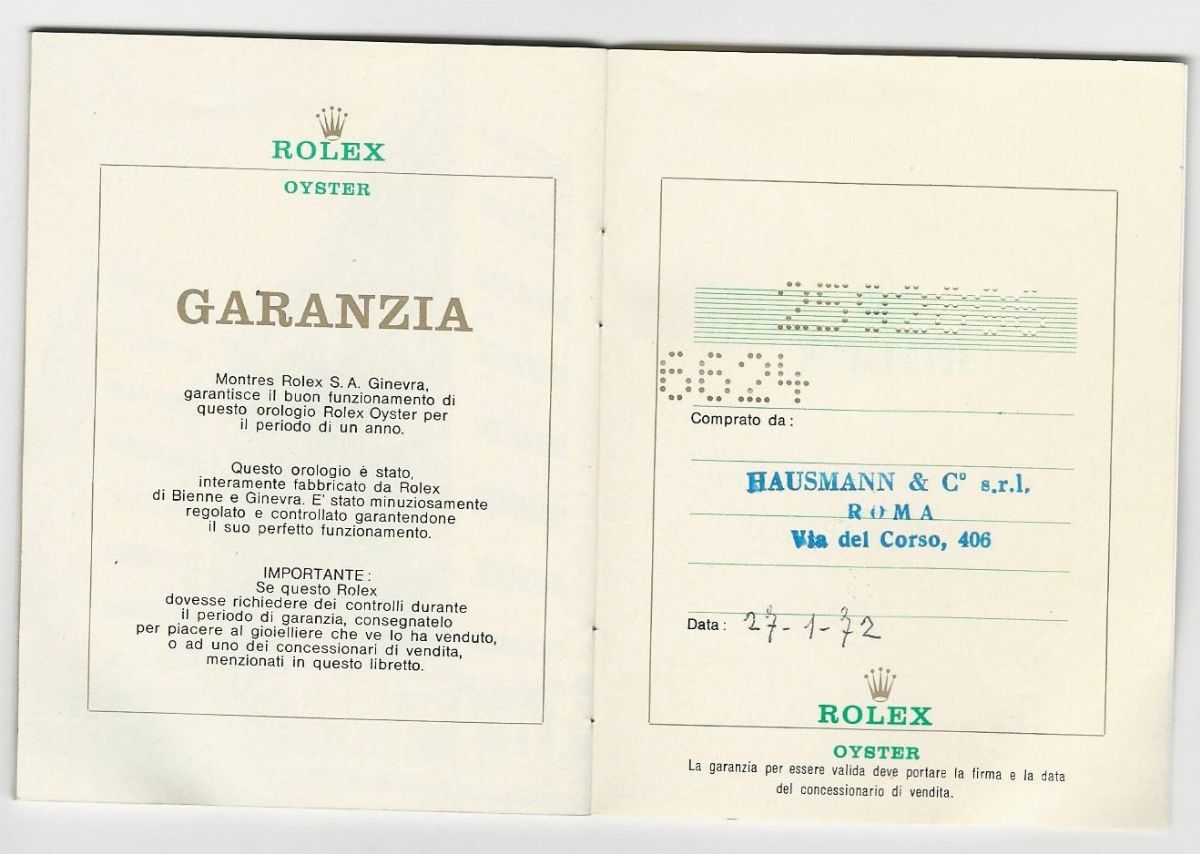 ROLEX
OYSTER
GARANZIA
Montres Rolex S.A. Ginevra,
garantisce il buon funzionamento di
questo orologio Rolex Oyster per
il periodo di un anno.
Questo orologio è stato,
interamente fabbricato da Rolex
di Bienne e Ginevra. E' stato minuziosamente
regolato e controllato garantendone
il suo perfetto funzionamento.
IMPORTANTE:
Se questo Rolex
dovesse richiedere dei controlli durante
il periodo di garanzia, consegnatelo
per piacere al gioielliere che ve lo ha venduto,
o ad uno dei concessionari di vendita,
menzionati in questo libretto.
6624
Comprato da:
HAUSMANN & C° s.r.l.
ROMA
Via del Corso, 406
Data: 27-1-72
ROLEX
OYSTER
La garanzia per essere valida deve portare la firma e la data
del concessionario di vendita.